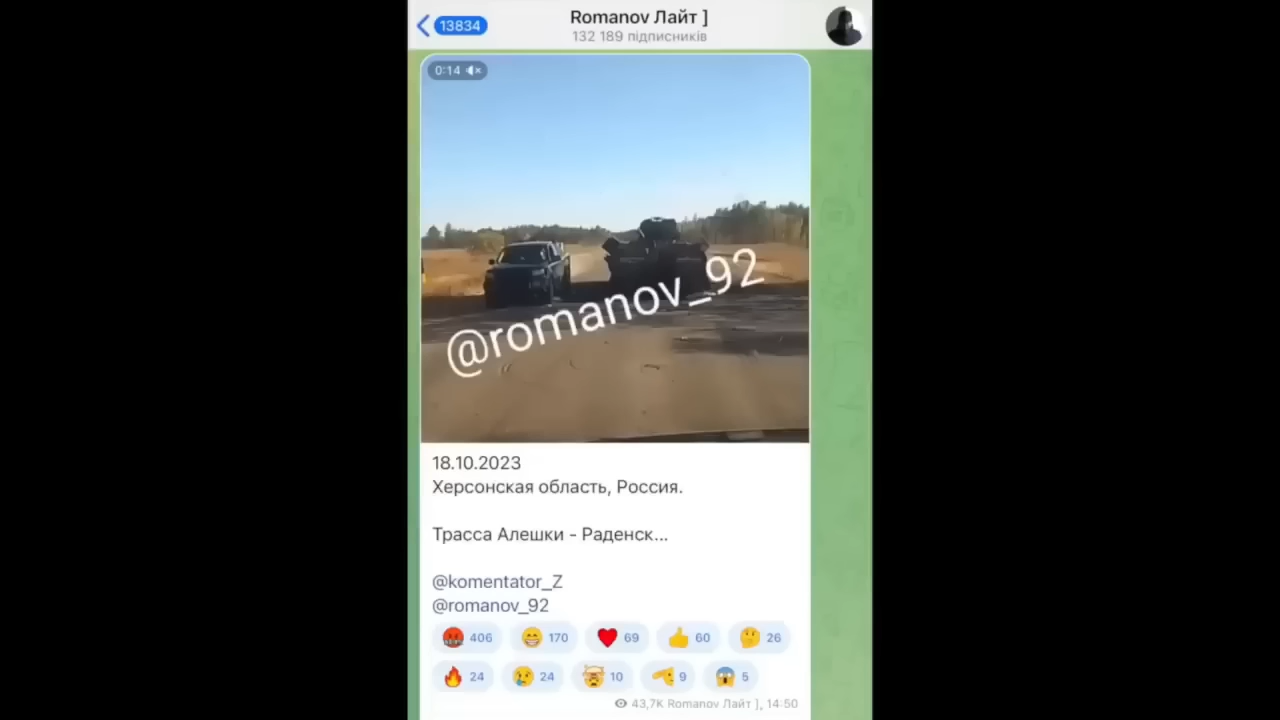 13834
Romanov Лайт ]
132 189 підписників
0:14
@romanov_92
18.10.2023
Херсонская область, Россия.
Трасса Алешки - Раденск...
@komentator_Z
@romanov_92
406 170 69 60 26
24 24 10 9 5
43,7K Romanov Лайт ], 14:50